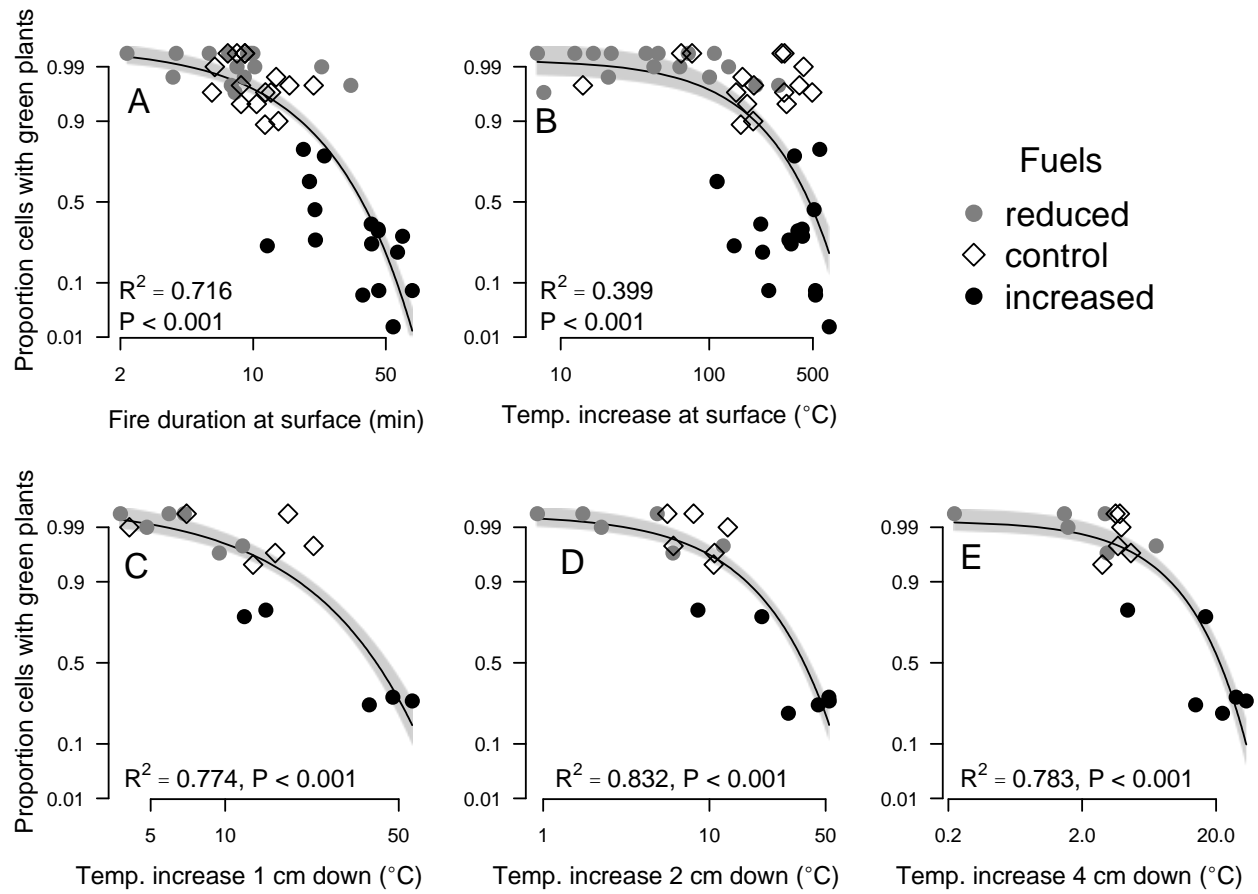 Proportion cells with green plants
0.99
0.9
0.5
0.1
0.01
A
R² = 0.716
P < 0.001
2
10
50
Fire duration at surface (min)
0.99
0.9
0.5
0.1
0.01
B
R² = 0.399
P < 0.001
10
100
500
Temp. increase at surface (°C)
Fuels
reduced
control
increased
Proportion cells with green plants
0.99
0.9
0.5
0.1
0.01
C
R² = 0.774, P < 0.001
5
10
50
Temp. increase 1 cm down (°C)
0.99
0.9
0.5
0.1
0.01
D
R² = 0.832, P < 0.001
1
10
50
Temp. increase 2 cm down (°C)
0.99
0.9
0.5
0.1
0.01
E
R² = 0.783, P < 0.001
0.2
2.0
20.0
Temp. increase 4 cm down (°C)